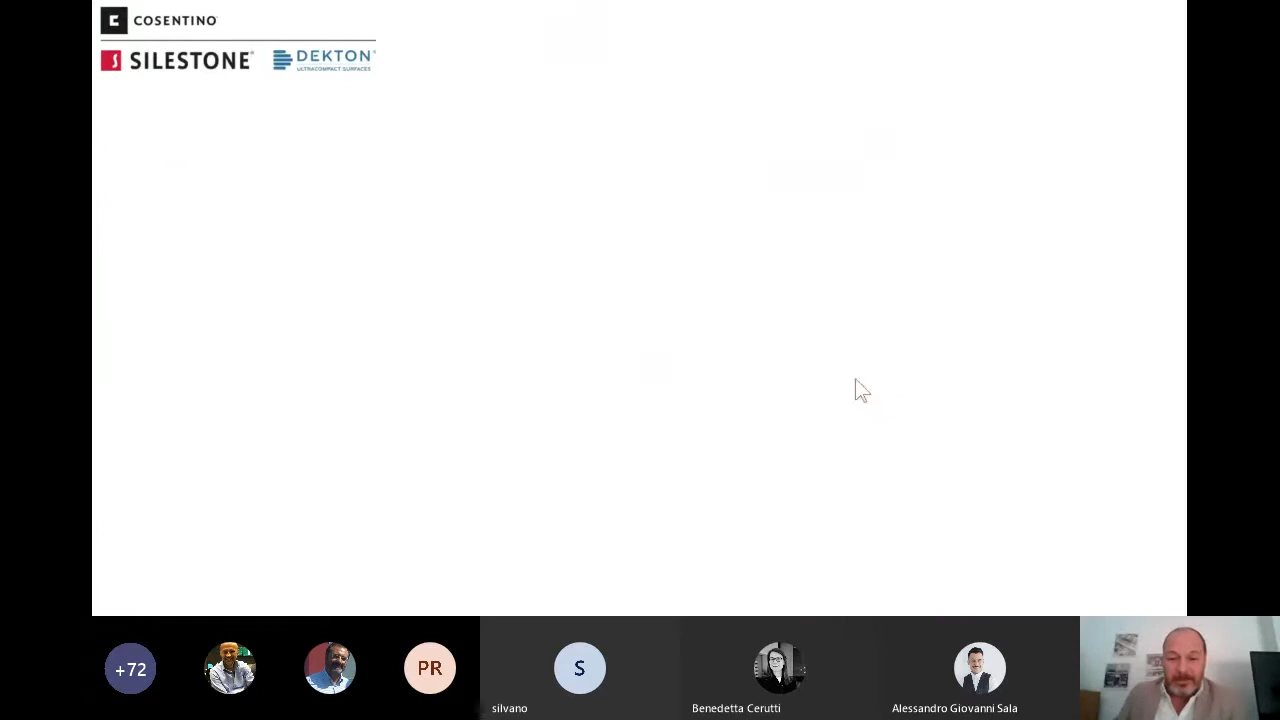 COSENTINO
SILESTONE
DEKTON
ULTRACOMPACT SURFACES
+72
PR
S
silvano
Benedetta Cerutti
Alessandro Giovanni Sala